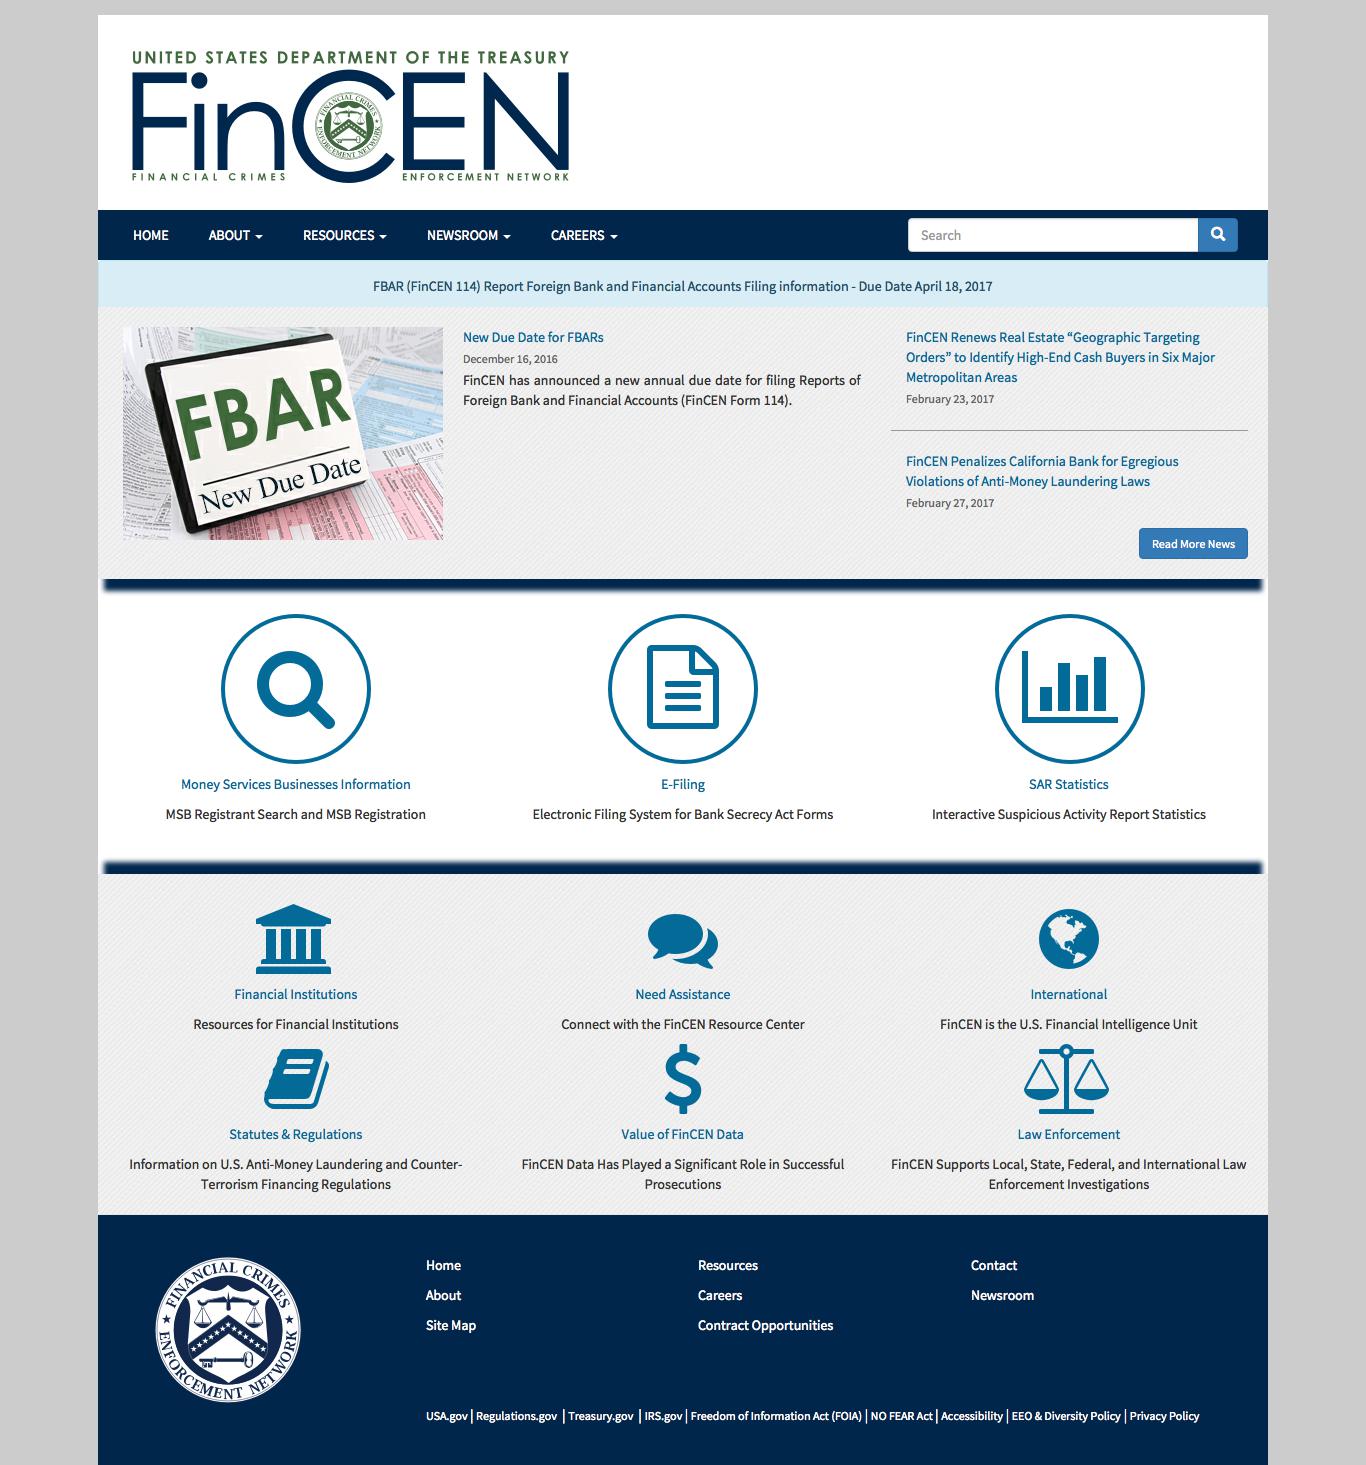 UNITED STATES DEPARTMENT OF THE TREASURY
FinCEN
FINANCIAL CRIMES ENFORCEMENT NETWORK
FINANCIAL CRIMES
ENFORCEMENT NETWORK
HOME ABOUT RESOURCES NEWSROOM CAREERS Search
FBAR (FinCEN 114) Report Foreign Bank and Financial Accounts Filing information - Due Date April 18, 2017
FBAR
New Due Date
New Due Date for FBARs
December 16, 2016
FinCEN has announced a new annual due date for filing Reports of
Foreign Bank and Financial Accounts (FinCEN Form 114).
FinCEN Renews Real Estate “Geographic Targeting
Orders” to Identify High-End Cash Buyers in Six Major
Metropolitan Areas
February 23, 2017
FinCEN Penalizes California Bank for Egregious
Violations of Anti-Money Laundering Laws
February 27, 2017
Read More News
Money Services Businesses Information
MSB Registrant Search and MSB Registration
E-Filing
Electronic Filing System for Bank Secrecy Act Forms
SAR Statistics
Interactive Suspicious Activity Report Statistics
Financial Institutions
Resources for Financial Institutions
Need Assistance
Connect with the FinCEN Resource Center
International
FinCEN is the U.S. Financial Intelligence Unit
Statutes & Regulations
Information on U.S. Anti-Money Laundering and Counter-
Terrorism Financing Regulations
Value of FinCEN Data
FinCEN Data Has Played a Significant Role in Successful
Prosecutions
Law Enforcement
FinCEN Supports Local, State, Federal, and International Law
Enforcement Investigations
FINANCIAL CRIMES
ENFORCEMENT NETWORK
Home
About
Site Map
Resources
Careers
Contract Opportunities
Contact
Newsroom
USA.gov | Regulations.gov | Treasury.gov | IRS.gov | Freedom of Information Act (FOIA) | NO FEAR Act | Accessibility | EEO & Diversity Policy | Privacy Policy